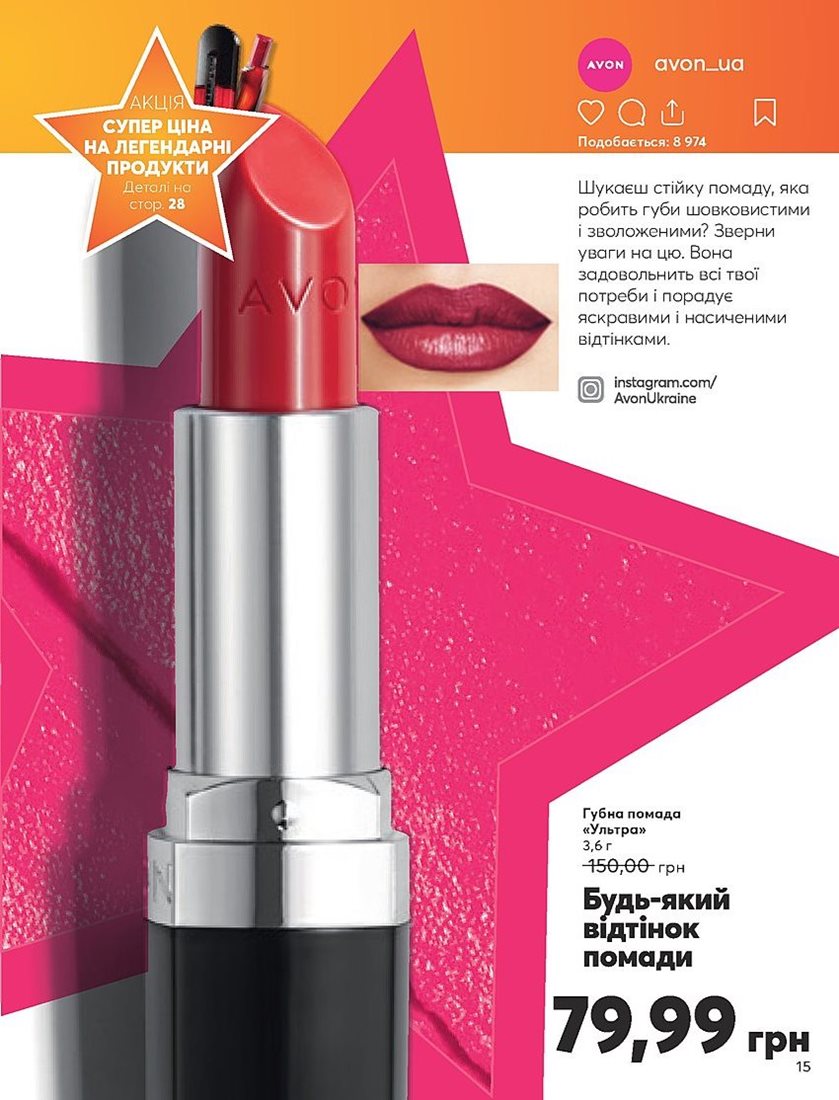 АКЦІЯ
СУПЕР ЦІНА
НА ЛЕГЕНДАРНІ
ПРОДУКТИ
Деталі на
стор. 28
AVON
avon_ua
Подобається: 8 974
Шукаєш стійку помаду, яка
робить губи шовковистими
і зволоженими? Зверни
уваги на цю. Вона
задовольнить всі твої
потреби і порадує
яскравими і насиченими
відтінками.
instagram.com/
AvonUkraine
AVO
N
Губна помада
«Ультра»
3,6 г
150,00 грн
Будь-який
відтінок
помади
79,99 грн
15